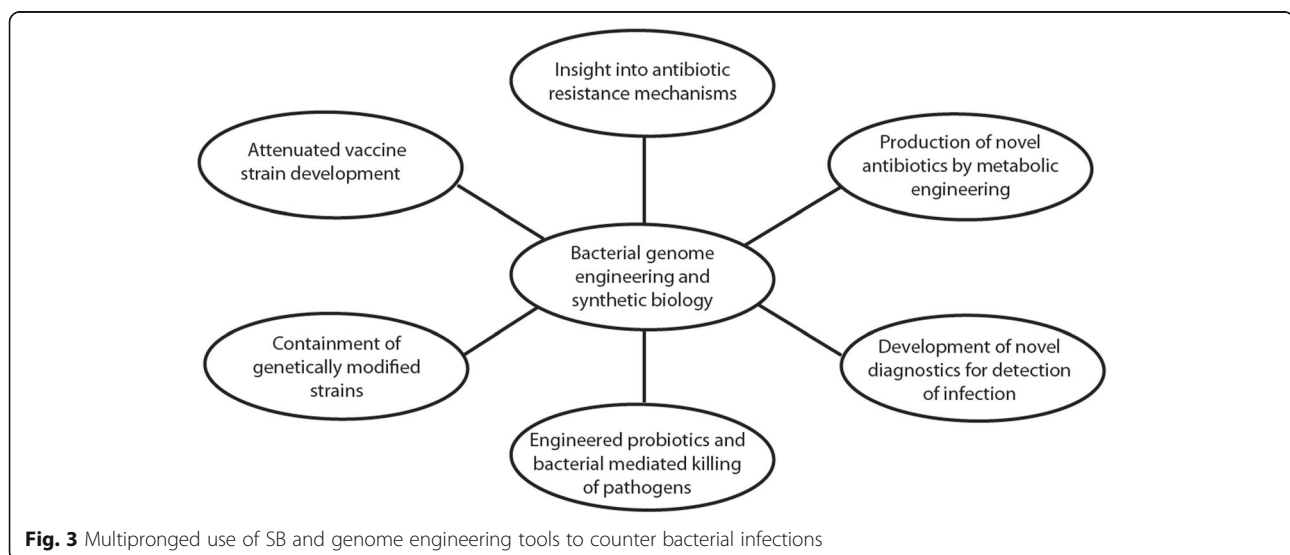 Insight into antibiotic
resistance mechanisms
Attenuated vaccine
strain development
Production of novel
antibiotics by metabolic
engineering
Bacterial genome
engineering and
synthetic biology
Containment of
genetically modified
strains
Development of novel
diagnostics for detection
of infection
Engineered probiotics and
bacterial mediated killing
of pathogens
Fig. 3 Multipronged use of SB and genome engineering tools to counter bacterial infections